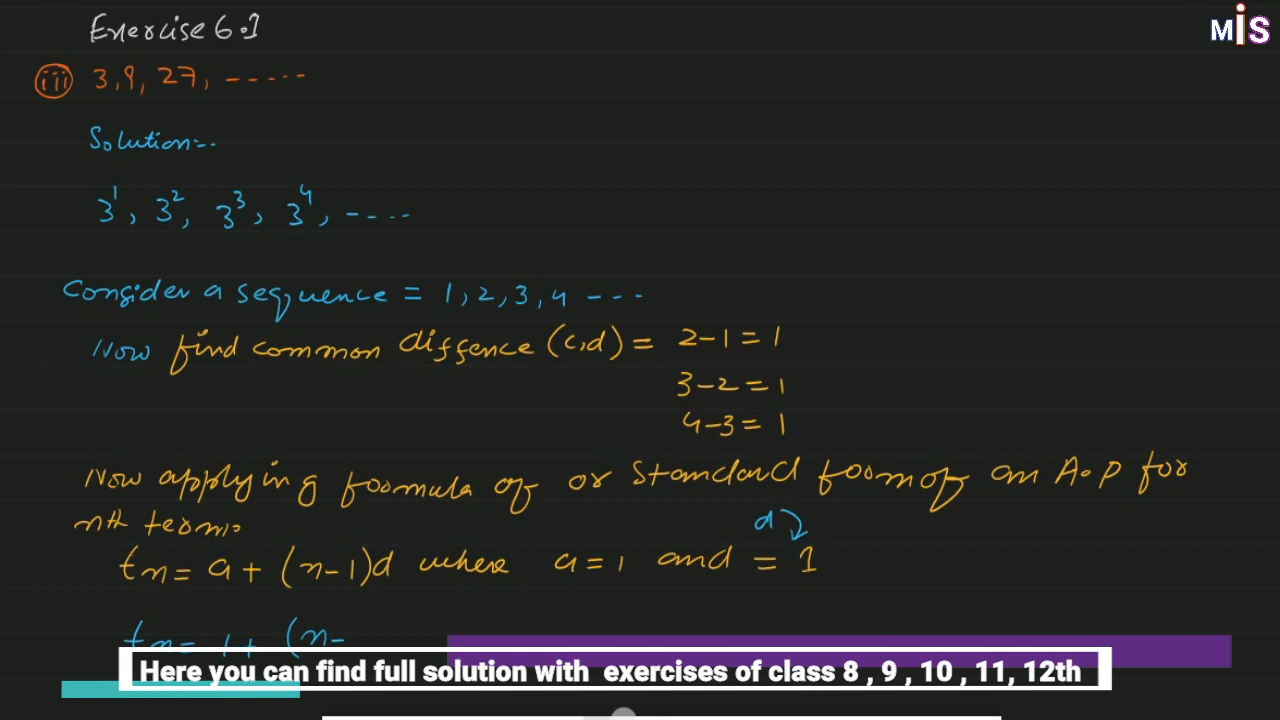 Exercise 6.1
MiS
(iii) 3, 9, 27, ------
Solution:-
3¹, 3², 3³, 3⁴, ----..
Consider a sequence = 1, 2, 3, 4 ---
Now find common diffence (c.d) = 2-1 = 1
3-2 = 1
4-3 = 1
Now applying formula of or standard form of an A.P for
nth term:
d
tn = a + (n-1)d where a = 1 and = 1
tn = 1 + (n-
Here you can find full solution with exercises of class 8 , 9 , 10 , 11, 12th